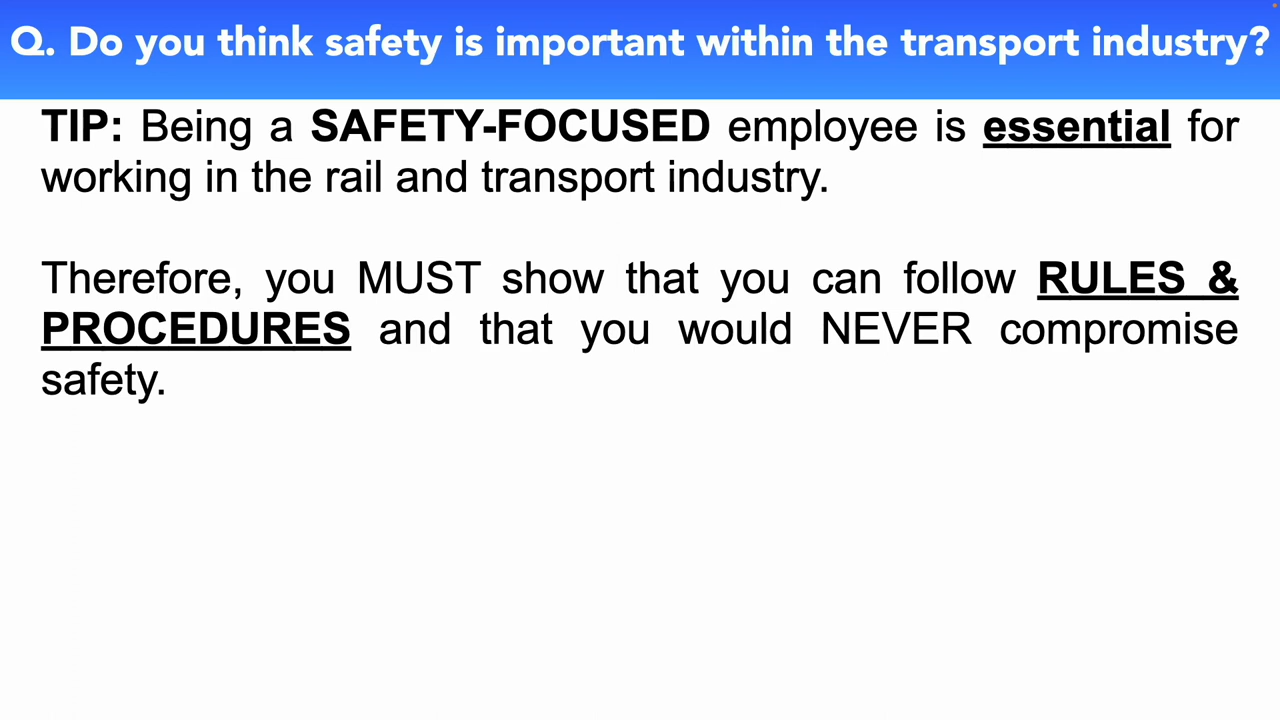 Q. Do you think safety is important within the transport industry?
TIP: Being a SAFETY-FOCUSED employee is essential for
working in the rail and transport industry.
Therefore, you MUST show that you can follow RULES &
PROCEDURES and that you would NEVER compromise
safety.